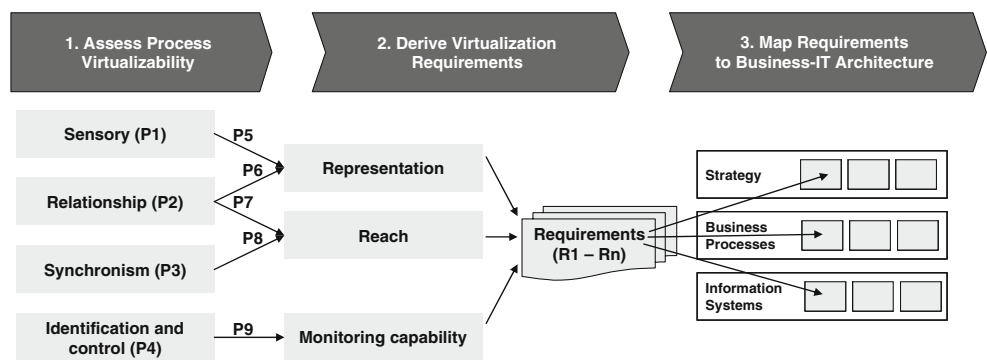 1. Assess Process
Virtualizability
2. Derive Virtualization
Requirements
3. Map Requirements
to Business-IT Architecture
Sensory (P1)
P5
P6
Representation
Relationship (P2)
P7
P8
Reach
Synchronism (P3)
Identification and
control (P4)
P9
Monitoring capability
Requirements
(R1 – Rn)
Strategy
Business
Processes
Information
Systems